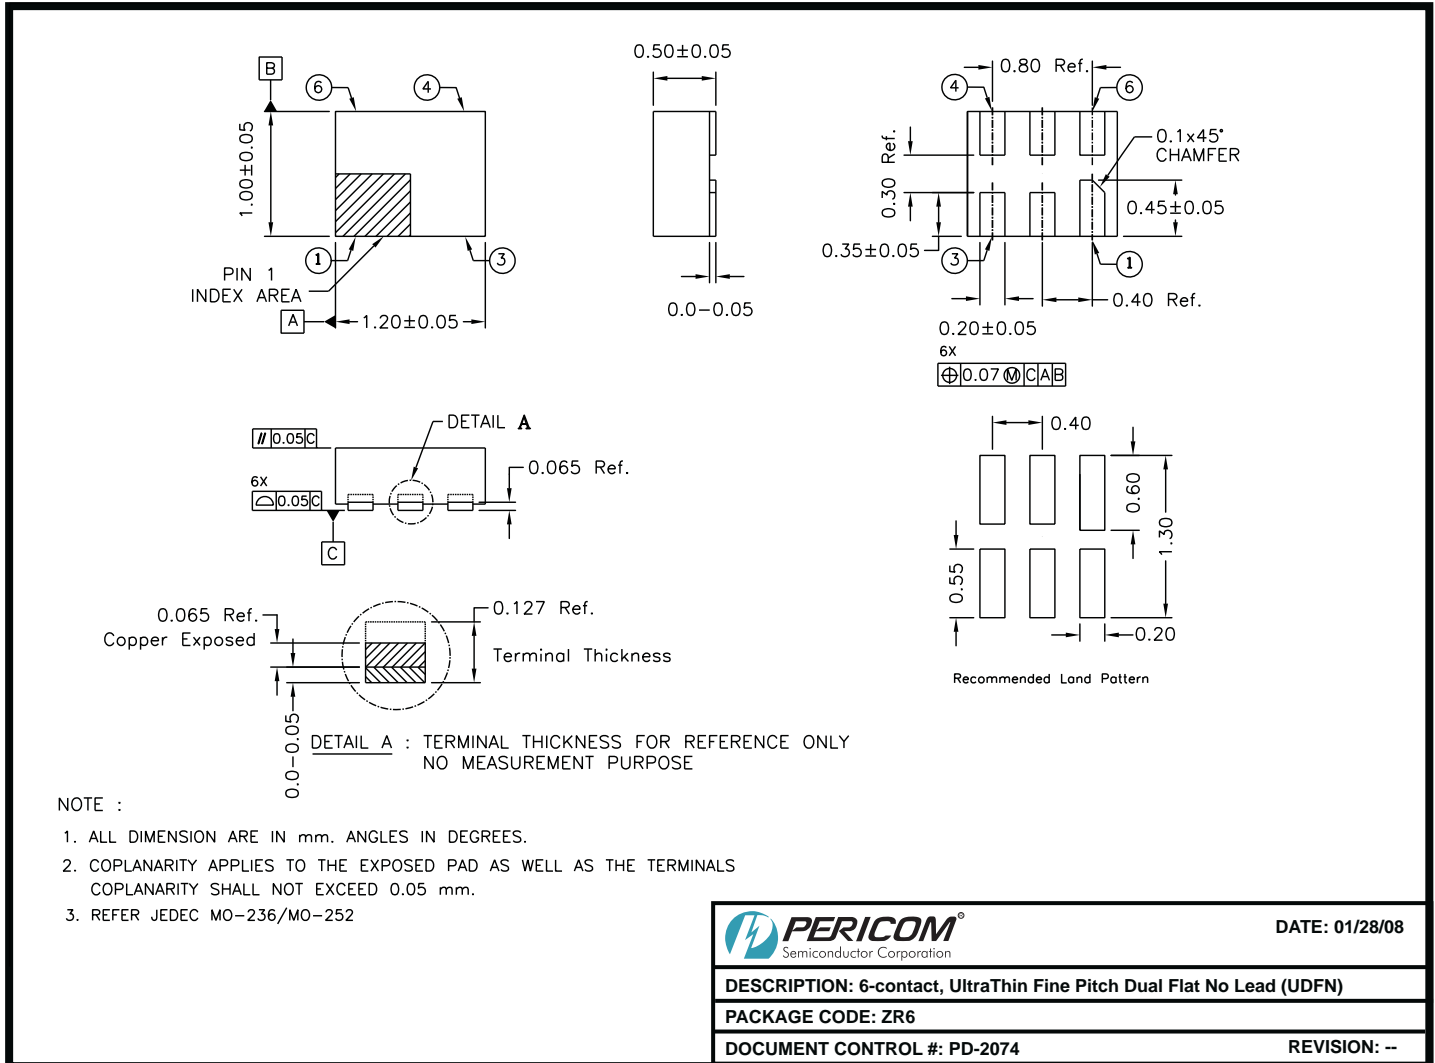 B
6
4
1.00±0.05
1
3
PIN 1
INDEX AREA
A
1.20±0.05
0.50±0.05
0.0-0.05
0.80 Ref.
4
6
0.1x45°
CHAMFER
0.30 Ref.
0.45±0.05
0.35±0.05
3
1
0.40 Ref.
0.20±0.05
6X
⌖ 0.07 Ⓜ C A B
DETAIL A
// 0.05 C
6X
⌓ 0.05 C
0.065 Ref.
C
0.40
0.60
1.30
0.55
0.20
Recommended Land Pattern
0.065 Ref.
Copper Exposed
0.127 Ref.
Terminal Thickness
0.0-0.05
DETAIL A : TERMINAL THICKNESS FOR REFERENCE ONLY
NO MEASUREMENT PURPOSE
NOTE :
1. ALL DIMENSION ARE IN mm. ANGLES IN DEGREES.
2. COPLANARITY APPLIES TO THE EXPOSED PAD AS WELL AS THE TERMINALS
COPLANARITY SHALL NOT EXCEED 0.05 mm.
3. REFER JEDEC MO-236/MO-252
PERICOM®
Semiconductor Corporation
DATE: 01/28/08
DESCRIPTION: 6-contact, UltraThin Fine Pitch Dual Flat No Lead (UDFN)
PACKAGE CODE: ZR6
DOCUMENT CONTROL #: PD-2074
REVISION: --